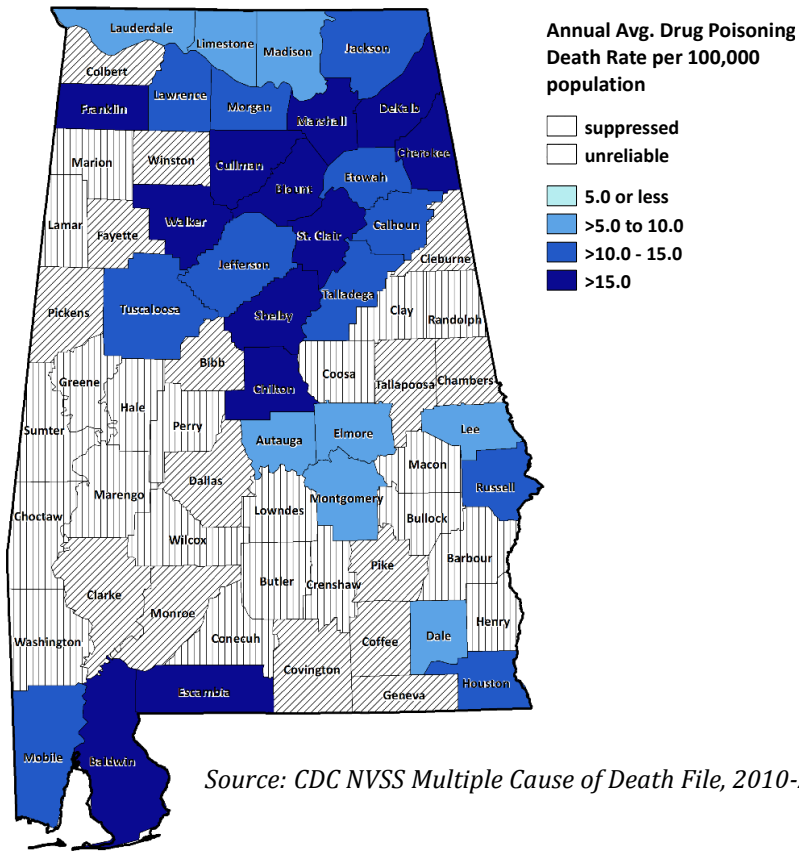 Lauderdale
Limestone
Madison
Jackson
Colbert
Franklin
Lawrence
Morgan
Marshall
DeKalb
Cherokee
Marion
Winston
Cullman
Blount
Etowah
Lamar
Fayette
Walker
St. Clair
Calhoun
Cleburne
Jefferson
Talladega
Pickens
Tuscaloosa
Shelby
Clay
Randolph
Bibb
Greene
Hale
Perry
Chilton
Coosa
Tallapoosa
Chambers
Sumter
Autauga
Elmore
Lee
Dallas
Macon
Russell
Choctaw
Marengo
Lowndes
Montgomery
Bullock
Wilcox
Barbour
Clarke
Monroe
Butler
Crenshaw
Pike
Henry
Washington
Conecuh
Covington
Coffee
Dale
Geneva
Houston
Escambia
Mobile
Baldwin
Annual Avg. Drug Poisoning
Death Rate per 100,000
population
suppressed
unreliable
5.0 or less
>5.0 to 10.0
>10.0 - 15.0
>15.0
Source: CDC NVSS Multiple Cause of Death File, 2010-